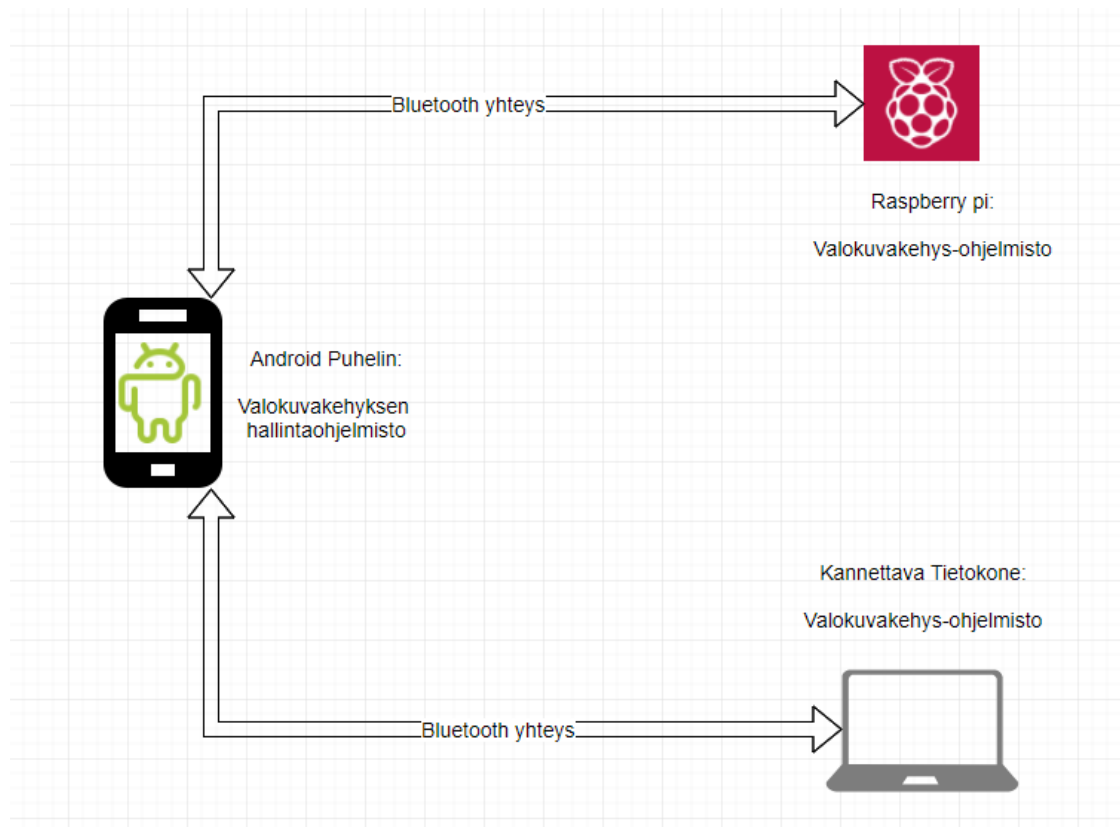 Bluetooth yhteys
Raspberry pi:
Valokuvakehys-ohjelmisto
Android Puhelin:
Valokuvakehyksen
hallintaohjelmisto
Kannettava Tietokone:
Valokuvakehys-ohjelmisto
Bluetooth yhteys